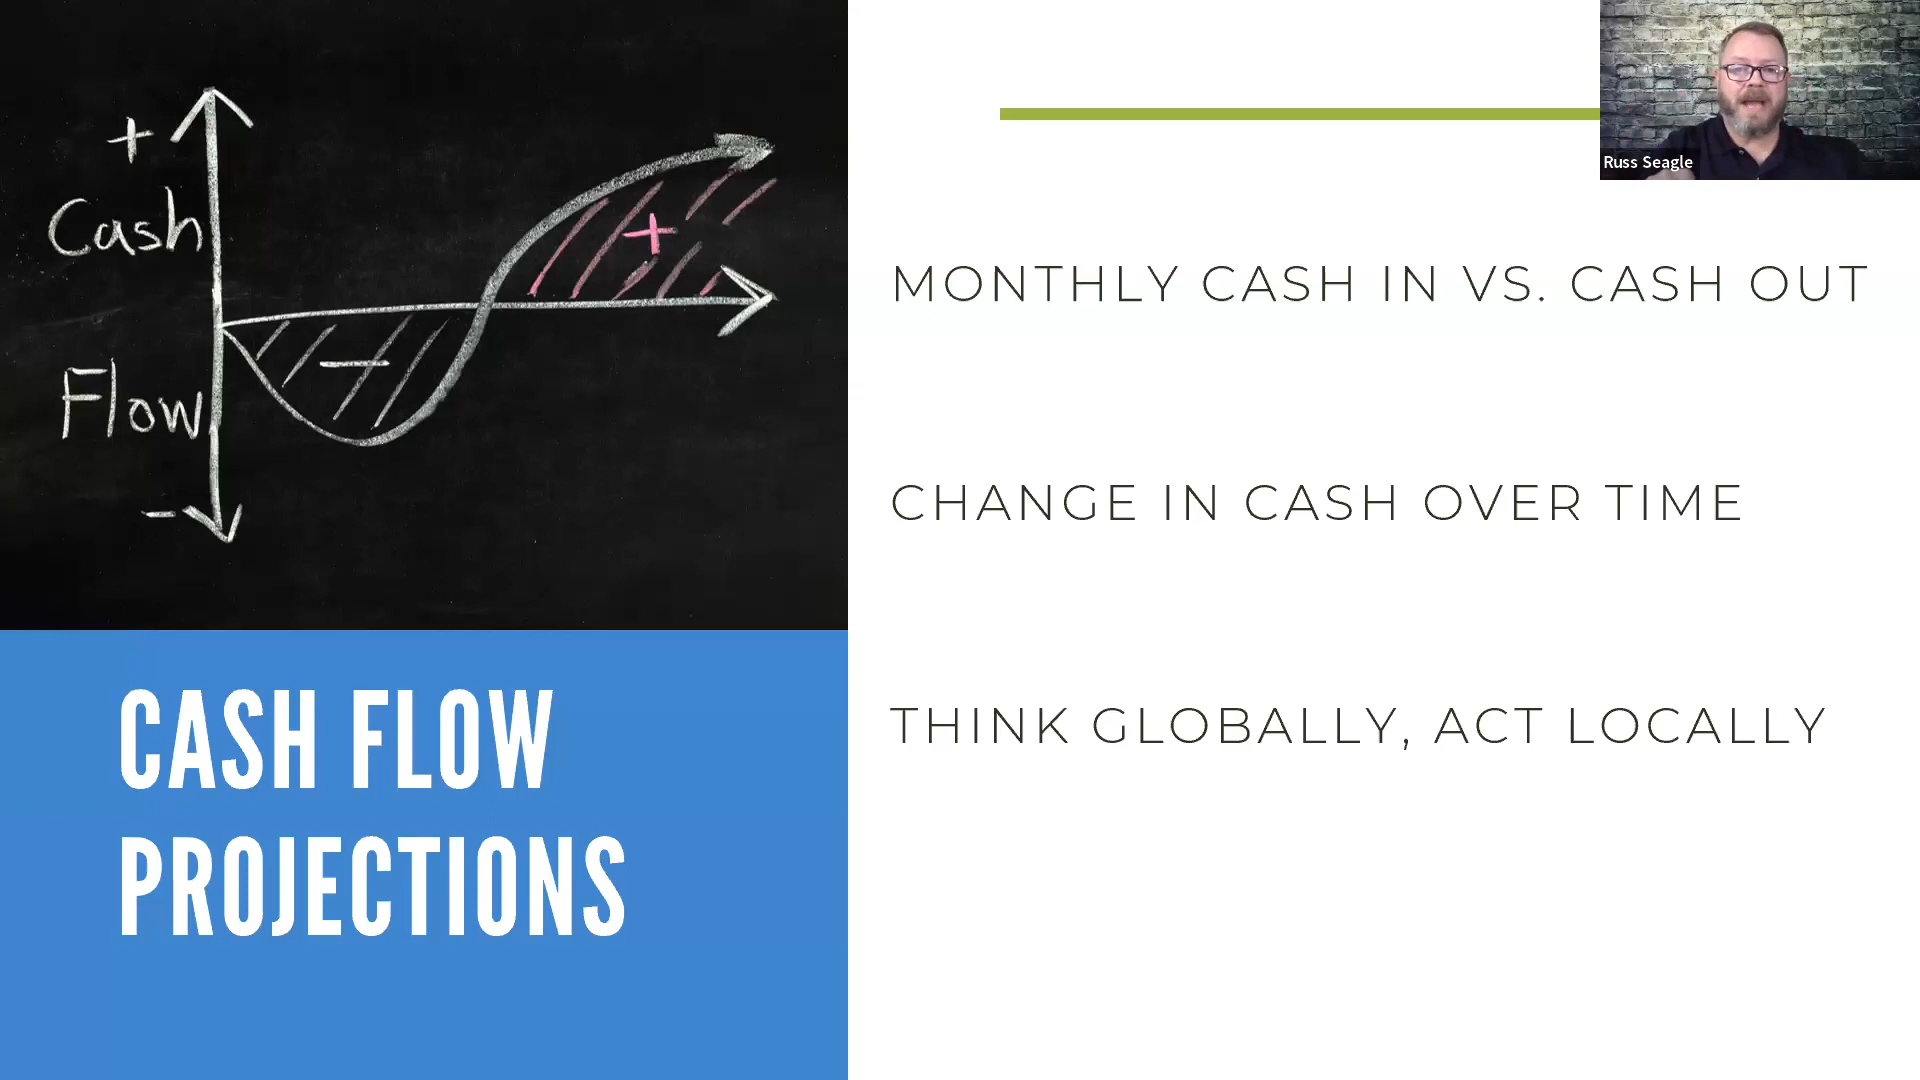 +
Cash
Flow
-
-
+
CASH FLOW
PROJECTIONS
MONTHLY CASH IN VS. CASH OUT
CHANGE IN CASH OVER TIME
THINK GLOBALLY, ACT LOCALLY
Russ Seagle